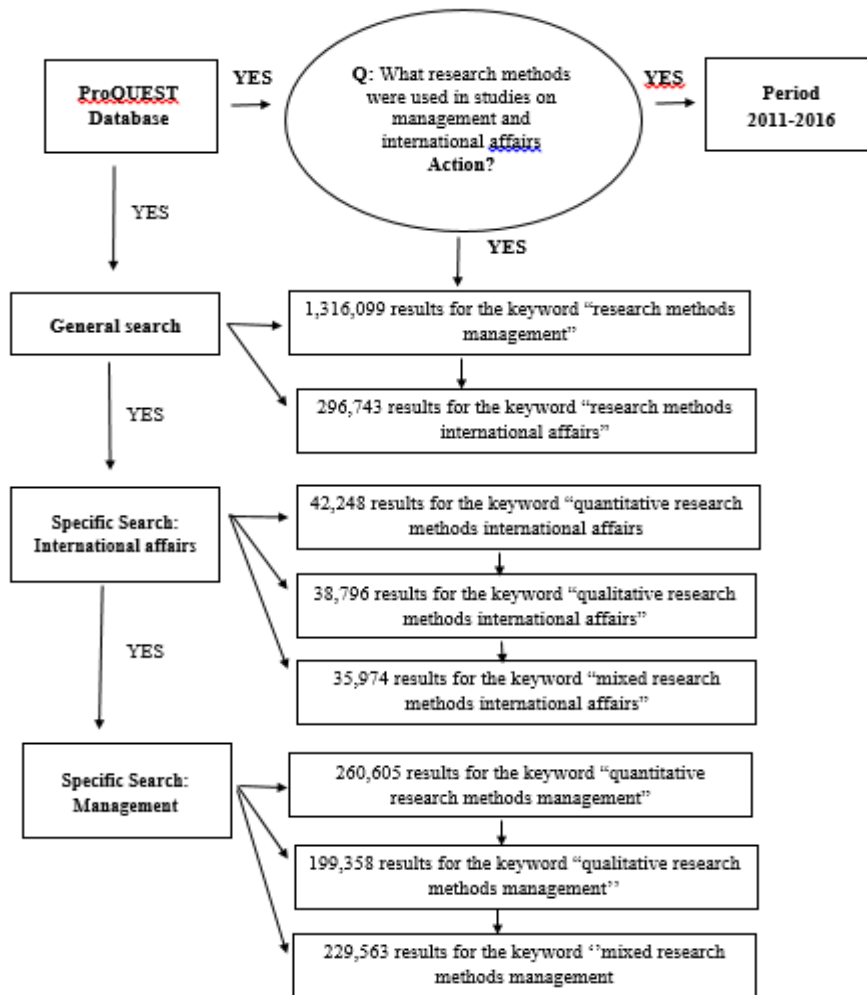 ProQUEST
Database
YES
Q: What research methods
were used in studies on
management and
international affairs
Action?
YES
Period
2011-2016
YES
YES
General search
1,316,099 results for the keyword “research methods
management”
296,743 results for the keyword “research methods
international affairs”
YES
Specific Search:
International affairs
42,248 results for the keyword “quantitative research
methods international affairs
38,796 results for the keyword “qualitative research
methods international affairs”
35,974 results for the keyword “mixed research
methods international affairs”
YES
Specific Search:
Management
260,605 results for the keyword “quantitative
research methods management”
199,358 results for the keyword “qualitative research
methods management’’
229,563 results for the keyword ‘’mixed research
methods management